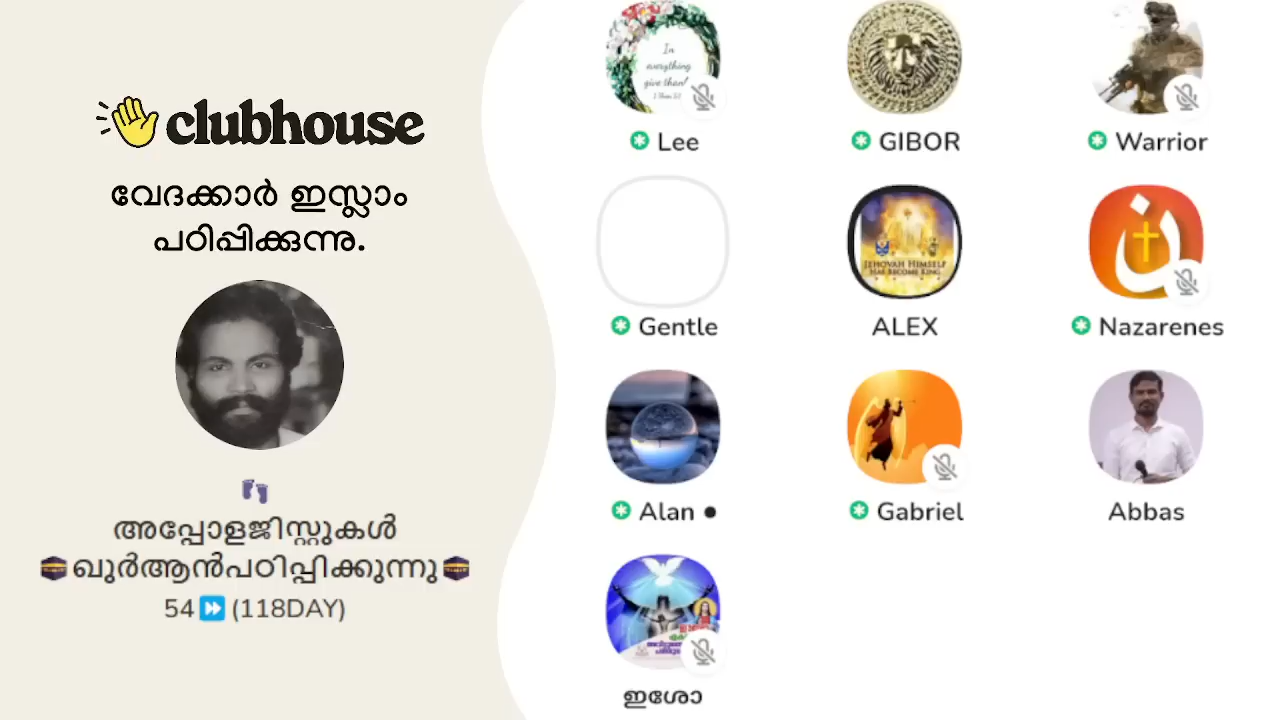 clubhouse
വേദക്കാർ ഇസ്ലാം
പഠിപ്പിക്കുന്നു.
അപ്പോളജിസ്റ്റുകൾ
ഖുർആൻപഠിപ്പിക്കുന്നു
54 ⏩ (118DAY)
In
everything
give than
Lee
GIBOR
Warrior
Gentle
JEHOVAH HIMSELF
HAS BECOME KING
ALEX
ن
Nazarenes
Alan
Gabriel
Abbas
ഇശോ